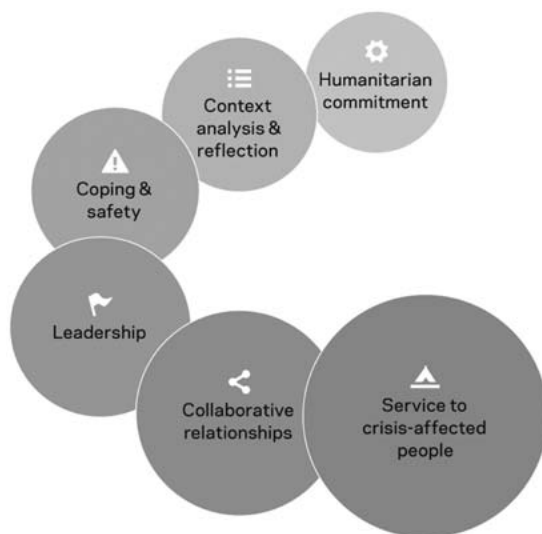 Humanitarian
commitment
Context
analysis &
reflection
Coping &
safety
Leadership
Collaborative
relationships
Service to
crisis-affected
people